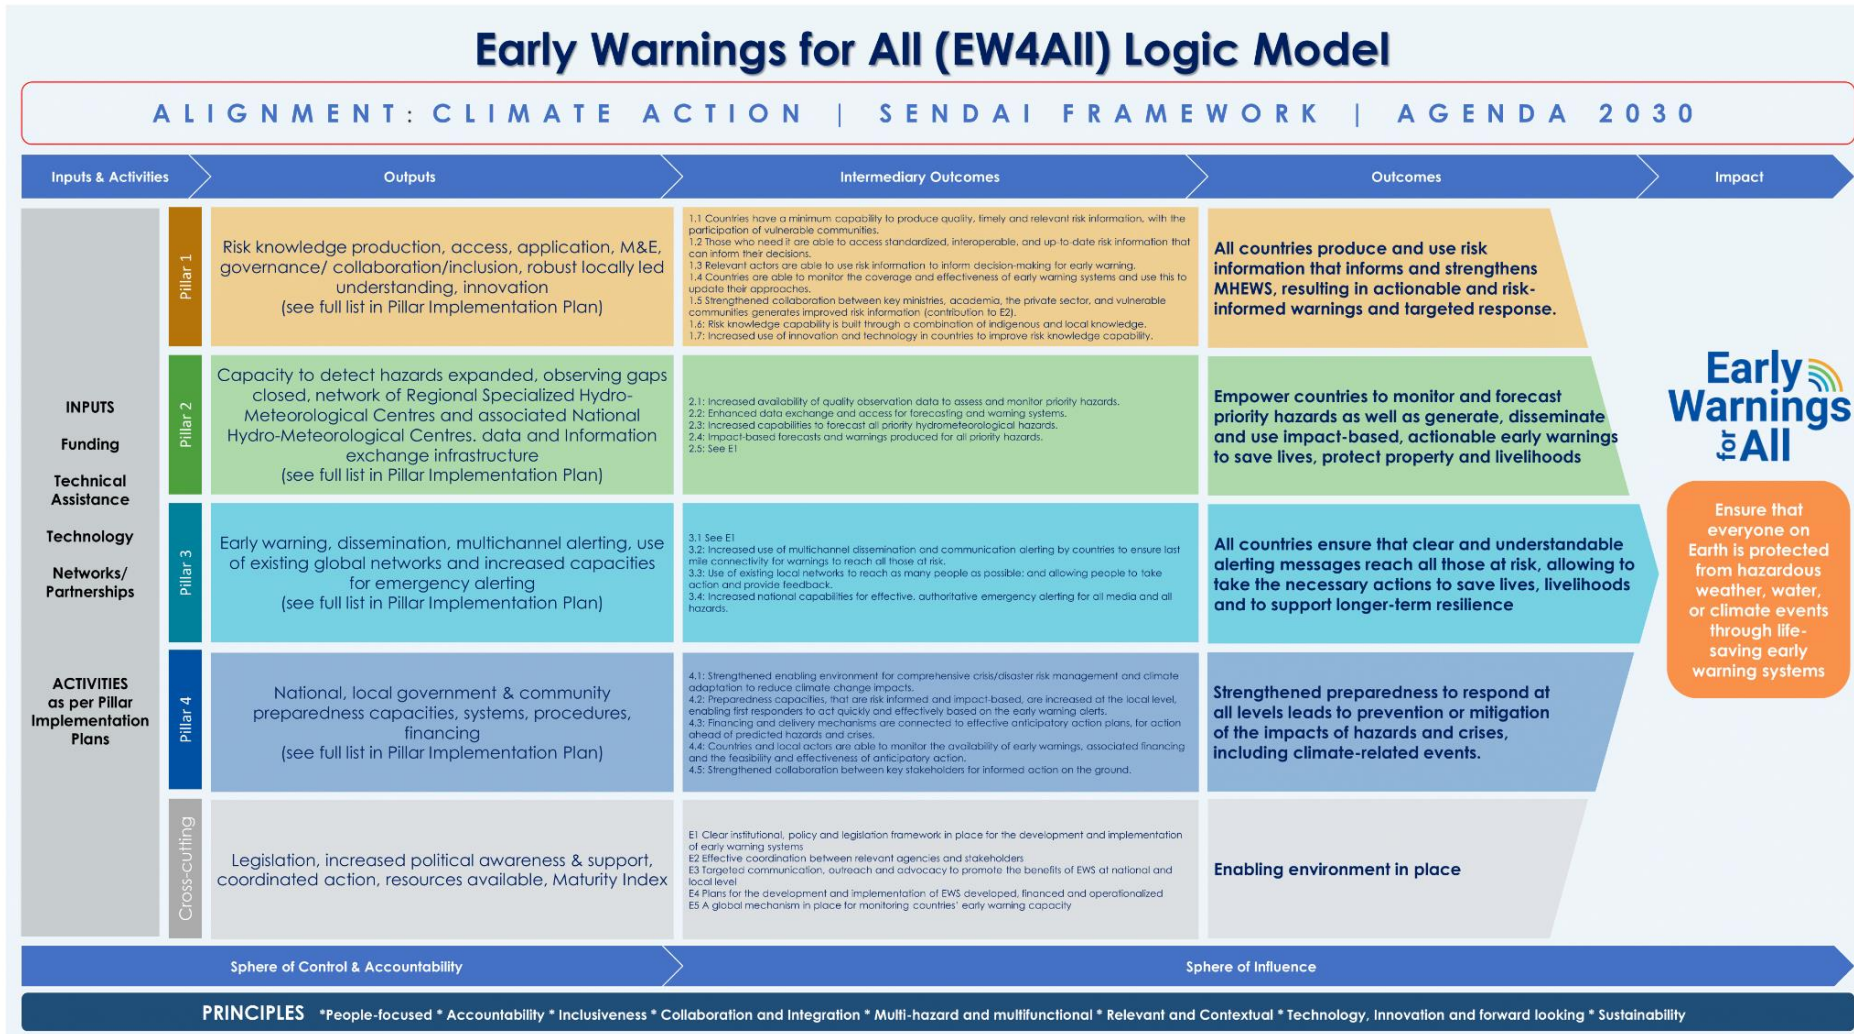 Early Warnings for All (EW4All) Logic Model
ALIGNMENT: CLIMATE ACTION | SENDAI FRAMEWORK | AGENDA 2030
Inputs & Activities
Outputs
Intermediary Outcomes
Outcomes
Impact
INPUTS
Funding
Technical
Assistance
Technology
Networks/
Partnerships
ACTIVITIES
as per Pillar
Implementation
Plans
Pillar 1
Risk knowledge production, access, application, M&E,
governance/ collaboration/inclusion, robust locally led
understanding, innovation
(see full list in Pillar Implementation Plan)
1.1 Countries have a minimum capability to produce quality, timely and relevant risk information, with the
participation of vulnerable communities.
1.2 Those who need it are able to access standardized, interoperable, and up-to-date risk information that
can inform their decisions.
1.3 Relevant actors are able to use risk information to inform decision-making for early warning.
1.4 Countries are able to monitor the coverage and effectiveness of early warning systems and use this to
update their approaches.
1.5 Strengthened collaboration between key ministries, academia, the private sector, and vulnerable
communities generates improved risk information (contribution to E2).
1.6: Risk knowledge capability is built through a combination of indigenous and local knowledge.
1.7: Increased use of innovation and technology in countries to improve risk knowledge capability.
All countries produce and use risk
information that informs and strengthens
MHEWS, resulting in actionable and risk-
informed warnings and targeted response.
Pillar 2
Capacity to detect hazards expanded, observing gaps
closed, network of Regional Specialized Hydro-
Meteorological Centres and associated National
Hydro-Meteorological Centres. data and Information
exchange infrastructure
(see full list in Pillar Implementation Plan)
2.1: Increased availability of quality observation data to assess and monitor priority hazards.
2.2: Enhanced data exchange and access for forecasting and warning systems.
2.3: Increased capabilities to forecast all priority hydrometeorological hazards.
2.4: Impact-based forecasts and warnings produced for all priority hazards.
2.5: See E1
Empower countries to monitor and forecast
priority hazards as well as generate, disseminate
and use impact-based, actionable early warnings
to save lives, protect property and livelihoods
Pillar 3
Early warning, dissemination, multichannel alerting, use
of existing global networks and increased capacities
for emergency alerting
(see full list in Pillar Implementation Plan)
3.1 See E1
3.2: Increased use of multichannel dissemination and communication alerting by countries to ensure last
mile connectivity for warnings to reach all those at risk.
3.3: Use of existing local networks to reach as many people as possible: and allowing people to take
action and provide feedback.
3.4: Increased national capabilities for effective. authoritative emergency alerting for all media and all
hazards.
All countries ensure that clear and understandable
alerting messages reach all those at risk, allowing to
take the necessary actions to save lives, livelihoods
and to support longer-term resilience
Pillar 4
National, local government & community
preparedness capacities, systems, procedures,
financing
(see full list in Pillar Implementation Plan)
4.1: Strengthened enabling environment for comprehensive crisis/disaster risk management and climate
adaptation to reduce climate change impacts.
4.2: Preparedness capacities, that are risk informed and impact-based, are increased at the local level,
enabling first responders to act quickly and effectively based on the early warning alerts.
4.3: Financing and delivery mechanisms are connected to effective anticipatory action plans, for action
ahead of predicted hazards and crises.
4.4: Countries and local actors are able to monitor the availability of early warnings, associated financing
and the feasibility and effectiveness of anticipatory action.
4.5: Strengthened collaboration between key stakeholders for informed action on the ground.
Strengthened preparedness to respond at
all levels leads to prevention or mitigation
of the impacts of hazards and crises,
including climate-related events.
Cross-cutting
Legislation, increased political awareness & support,
coordinated action, resources available, Maturity Index
E1 Clear institutional, policy and legislation framework in place for the development and implementation
of early warning systems
E2 Effective coordination between relevant agencies and stakeholders
E3 Targeted communication, outreach and advocacy to promote the benefits of EWS at national and
local level
E4 Plans for the development and implementation of EWS developed, financed and operationalized
E5 A global mechanism in place for monitoring countries' early warning capacity
Enabling environment in place
Early
Warnings
for All
Ensure that
everyone on
Earth is protected
from hazardous
weather, water,
or climate events
through life-
saving early
warning systems
Sphere of Control & Accountability
Sphere of Influence
PRINCIPLES *People-focused * Accountability * Inclusiveness * Collaboration and Integration * Multi-hazard and multifunctional * Relevant and Contextual * Technology, Innovation and forward looking * Sustainability